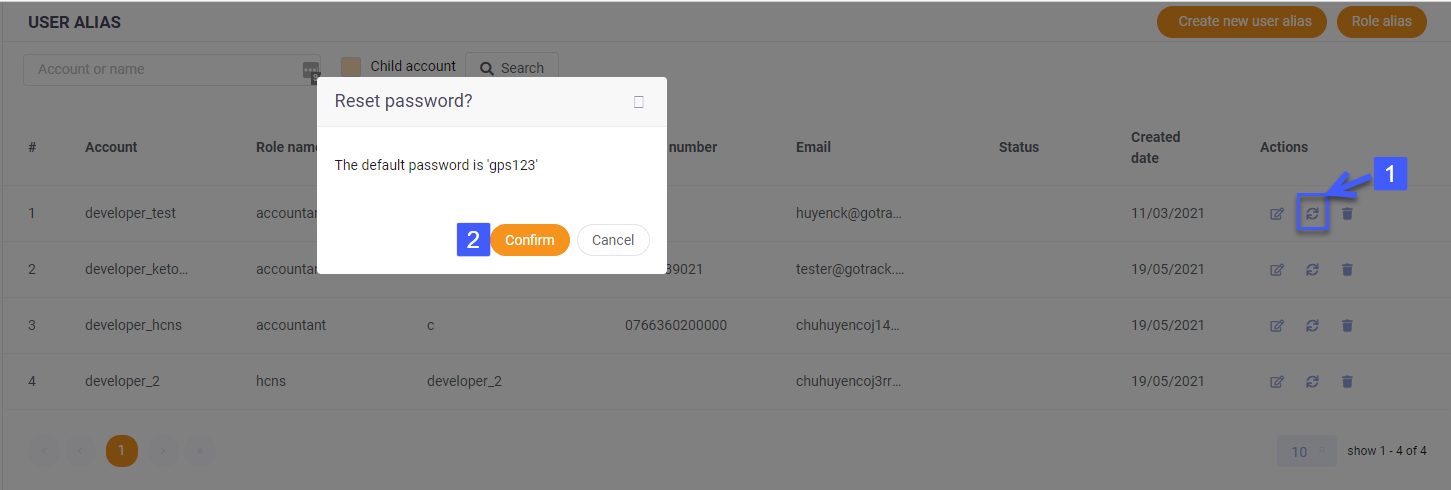 USER ALIAS
Create new user alias
Role alias
Account or name
Child account
Search
Reset password?
The default password is 'gps123'
2
Confirm
Cancel
# Account Role name number Email Status Created date Actions
1
1 developer_test accountan huyenck@gotra... 11/03/2021
2 developer_keto... accountan 39021 tester@gotrack.... 19/05/2021
3 developer_hcns accountant c 0766360200000 chuhuyencoj14... 19/05/2021
4 developer_2 hcns developer_2 chuhuyencoj3rr... 19/05/2021
« ‹ 1 › »
10
show 1 - 4 of 4